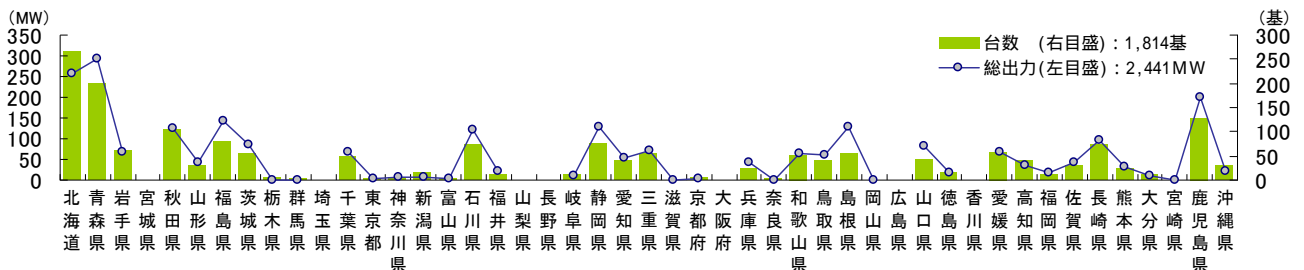 (MW)
(基)
350
300
250
200
150
100
50
0
300
250
200
150
100
50
0
台数 (右目盛):1,814基
総出力(左目盛):2,441MW
北海道
青森県
岩手県
宮城県
秋田県
山形県
福島県
茨城県
栃木県
群馬県
埼玉県
千葉県
東京都
神奈川県
新潟県
富山県
石川県
福井県
山梨県
長野県
岐阜県
静岡県
愛知県
三重県
滋賀県
京都府
大阪府
兵庫県
奈良県
和歌山県
鳥取県
島根県
岡山県
広島県
山口県
徳島県
香川県
愛媛県
高知県
福岡県
佐賀県
長崎県
熊本県
大分県
宮崎県
鹿児島県
沖縄県